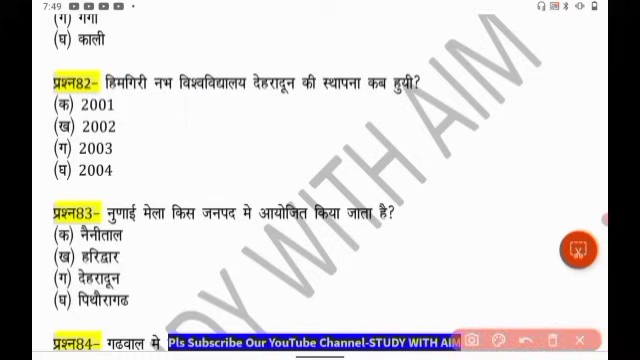 7:49
(ग) गंगा
(घ) काली
प्रश्न82- हिमगिरी नभ विश्वविद्यालय देहरादून की स्थापना कब हुयी?
(क) 2001
(ख) 2002
(ग) 2003
(घ) 2004
प्रश्न83- नुणाई मेला किस जनपद मे आयोजित किया जाता है?
(क) नैनीताल
(ख) हरिद्वार
(ग) देहरादून
(घ) पिथौरागढ
प्रश्न84- गढवाल मे
Pls Subscribe Our YouTube Channel-STUDY WITH AIM
STUDY WITH AIM